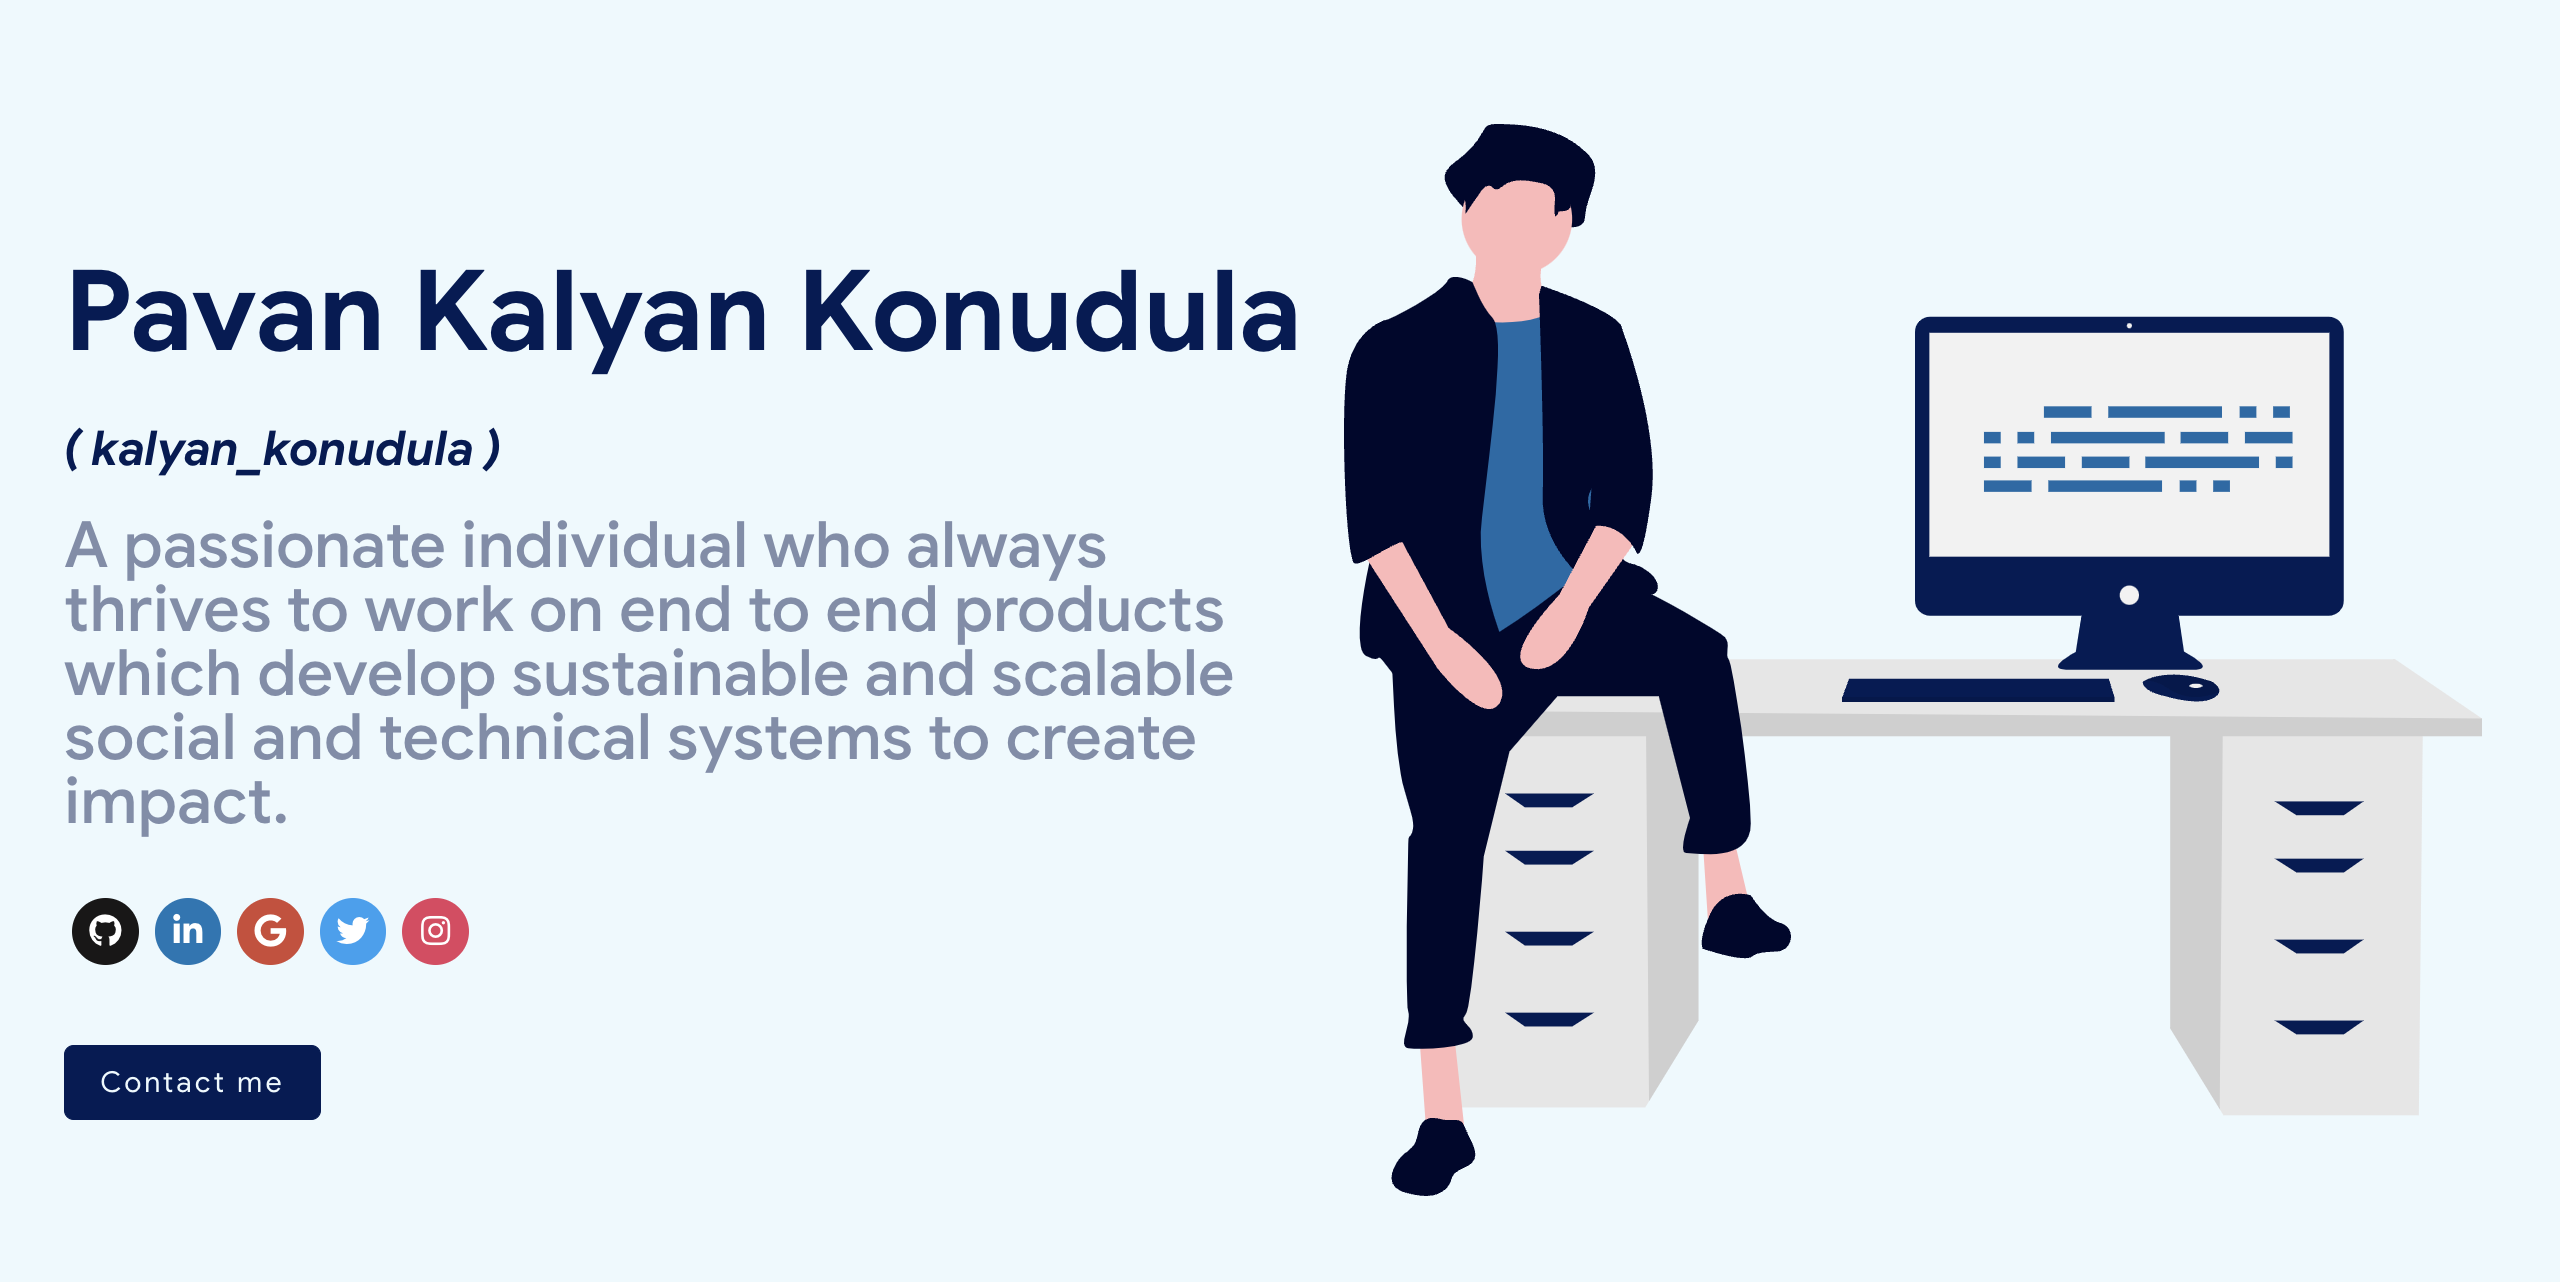 Pavan Kalyan Konudula
( kalyan_konudula )
A passionate individual who always
thrives to work on end to end products
which develop sustainable and scalable
social and technical systems to create
impact.
in G
Contact me